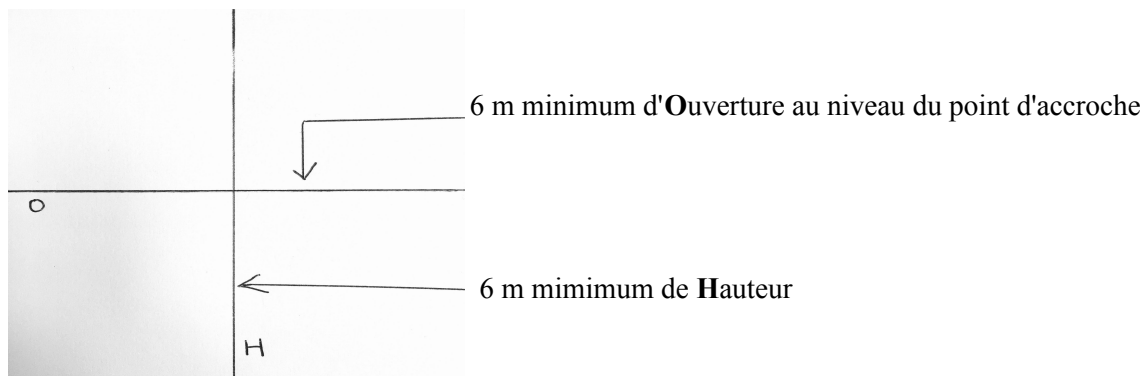 6 m minimum d'Ouverture au niveau du point d'accroche
O
6 m mimimum de Hauteur
H